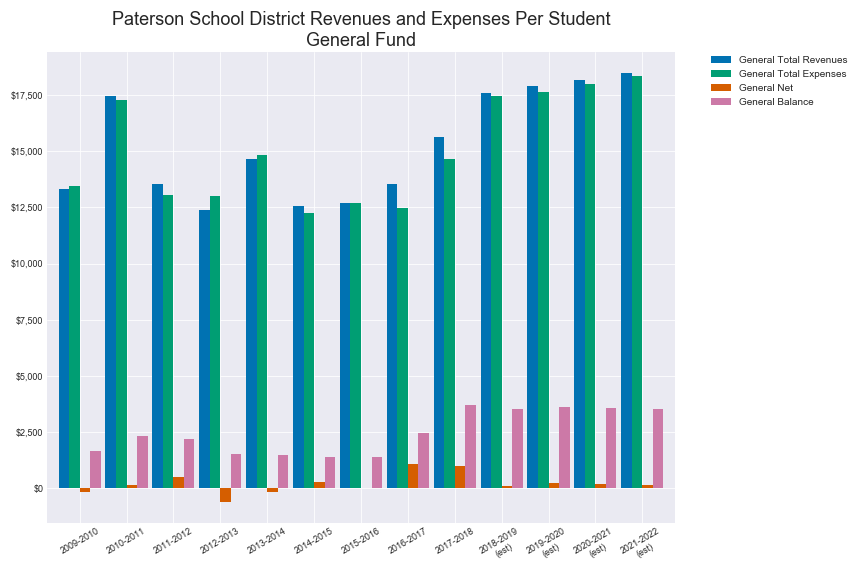 Paterson School District Revenues and Expenses Per Student
General Fund
General Total Revenues
General Total Expenses
General Net
General Balance
$17,500
$15,000
$12,500
$10,000
$7,500
$5,000
$2,500
$0
2009-2010
2010-2011
2011-2012
2012-2013
2013-2014
2014-2015
2015-2016
2016-2017
2017-2018
2018-2019
(est)
2019-2020
(est)
2020-2021
(est)
2021-2022
(est)